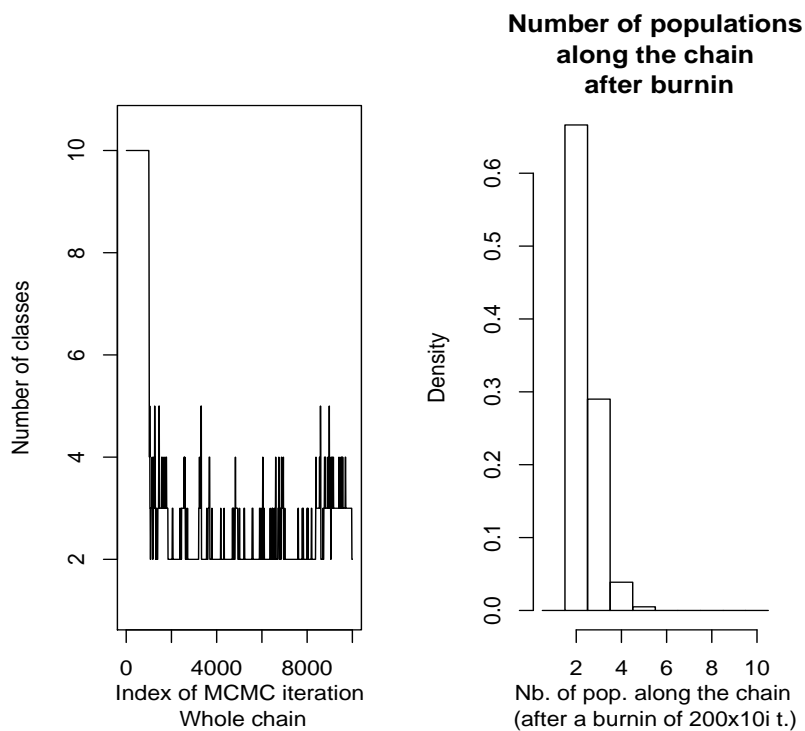 Number of classes
10
8
6
4
2
0 4000 8000
Index of MCMC iteration
Whole chain
Number of populations
along the chain
after burnin
Density
0.6
0.5
0.4
0.3
0.2
0.1
0.0
2 4 6 8 10
Nb. of pop. along the chain
(after a burnin of 200x10i t.)